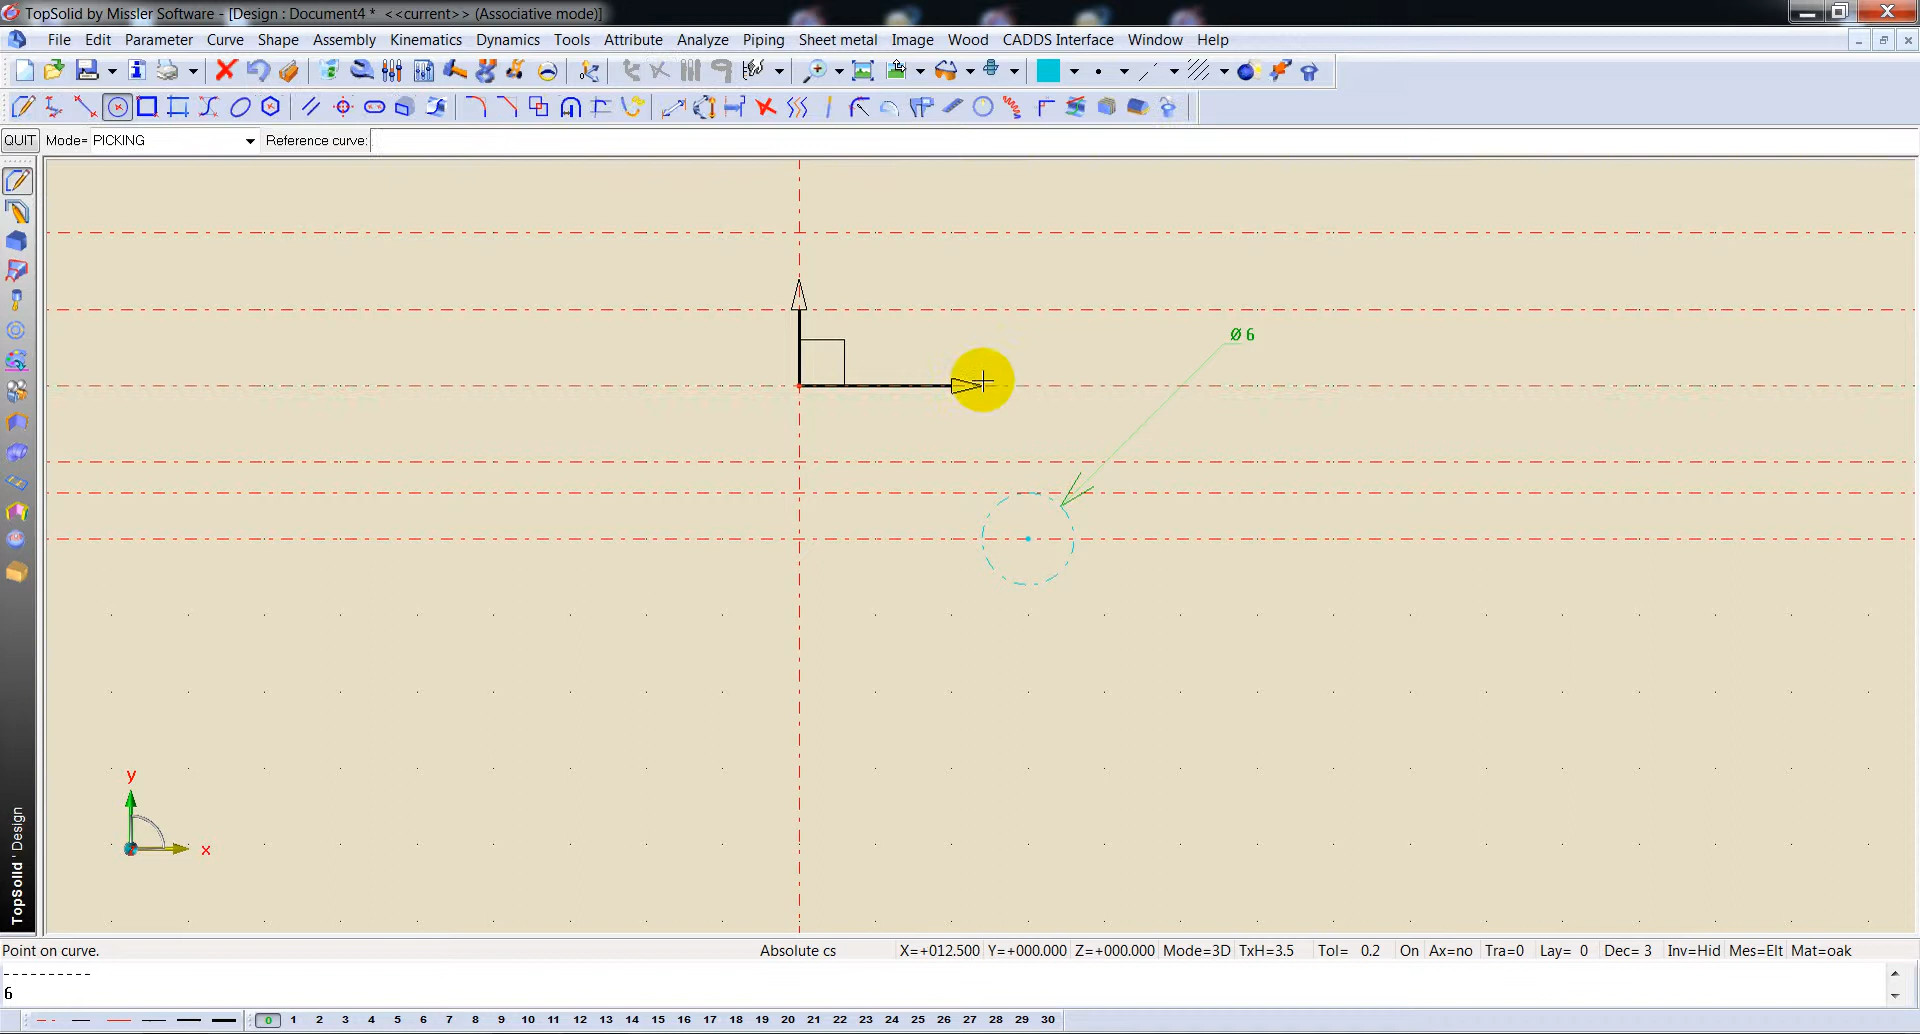 TopSolid by Missler Software - [Design : Document4 *  <<current>> (Associative mode)]
File Edit Parameter Curve Shape Assembly Kinematics Dynamics Tools Attribute Analyze Piping Sheet metal Image Wood CADDS Interface Window Help
QUIT Mode= PICKING Reference curve:
Ø 6
y
x
TopSolid'Design
Point on curve. Absolute cs X=+012.500 Y=+000.000 Z=+000.000 Mode=3D TxH=3.5 Tol= 0.2 On Ax=no Tra=0 Lay= 0 Dec= 3 Inv=Hid Mes=Elt Mat=oak
----------
6
0 1 2 3 4 5 6 7 8 9 10 11 12 13 14 15 16 17 18 19 20 21 22 23 24 25 26 27 28 29 30